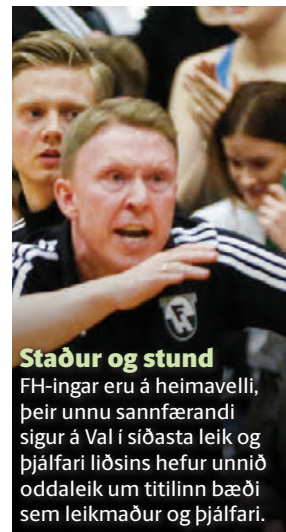 Staður og stund
FH-ingar eru á heimavelli,
þeir unnu sannfærandi
sigur á Val í síðasta leik og
þjálfari liðsins hefur unnið
oddaleik um titilinn bæði
sem leikmaður og þjálfari.